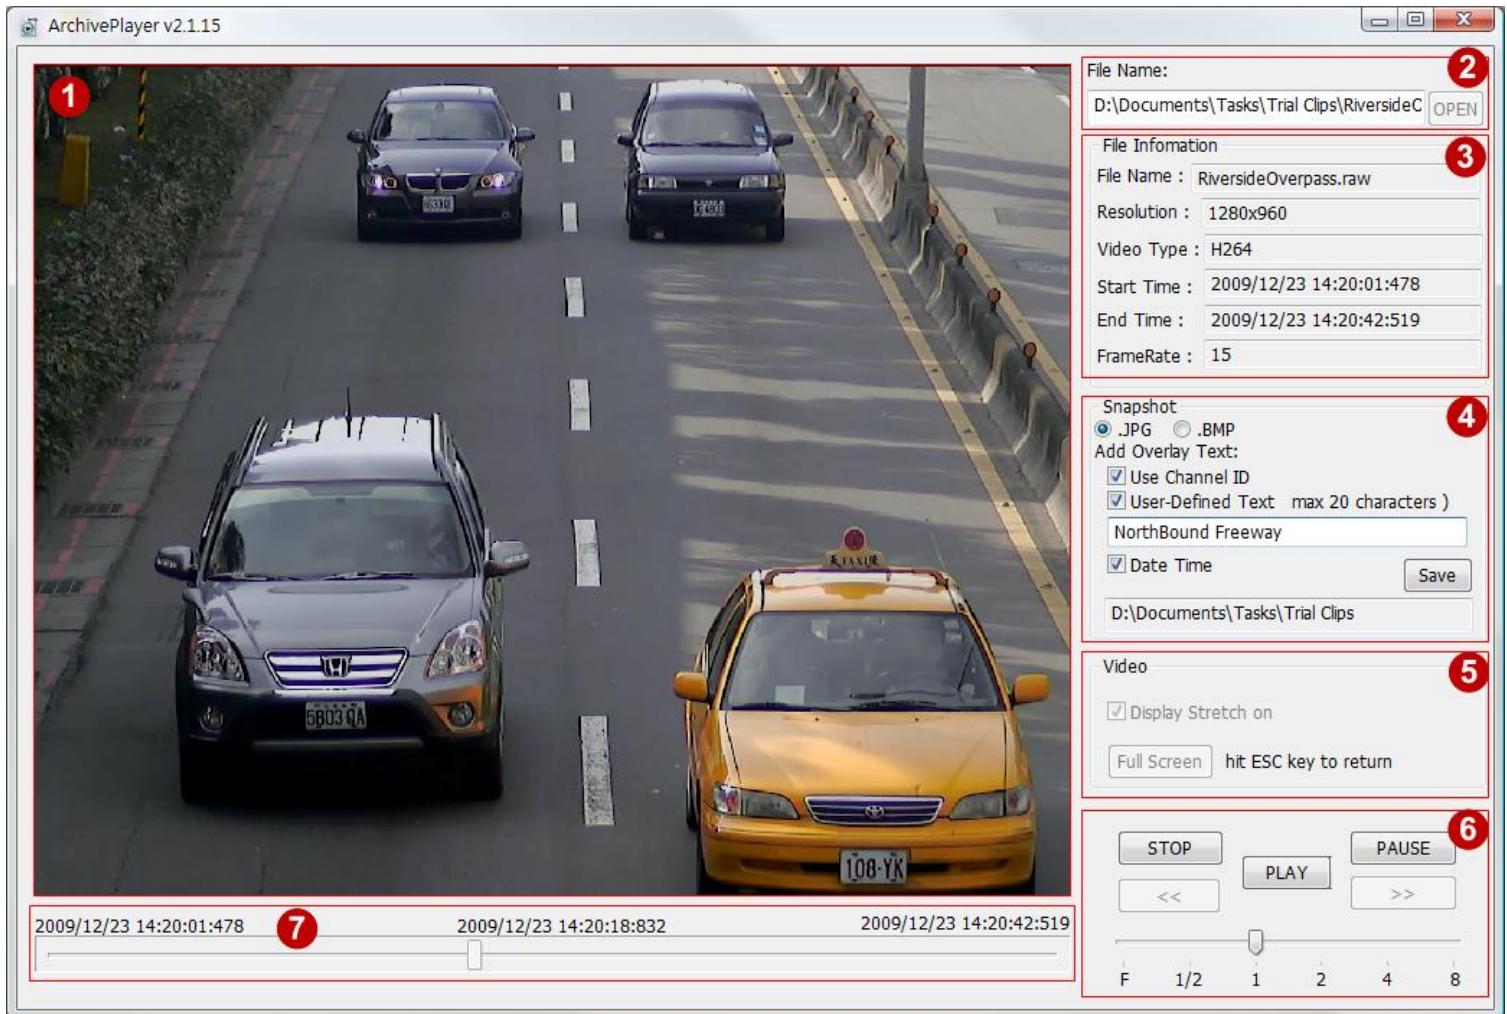 ArchivePlayer v2.1.15
1
TAXI
5803 QA
108-YK
2
File Name:
D:\Documents\Tasks\Trial Clips\RiversideC
OPEN
3
File Infomation
File Name : RiversideOverpass.raw
Resolution : 1280x960
Video Type : H264
Start Time : 2009/12/23 14:20:01:478
End Time : 2009/12/23 14:20:42:519
FrameRate : 15
4
Snapshot
.JPG .BMP
Add Overlay Text:
Use Channel ID
User-Defined Text max 20 characters )
NorthBound Freeway
Date Time
Save
D:\Documents\Tasks\Trial Clips
5
Video
Display Stretch on
Full Screen hit ESC key to return
6
STOP
PLAY
PAUSE
<< >>
F 1/2 1 2 4 8
7
2009/12/23 14:20:01:478 2009/12/23 14:20:18:832 2009/12/23 14:20:42:519